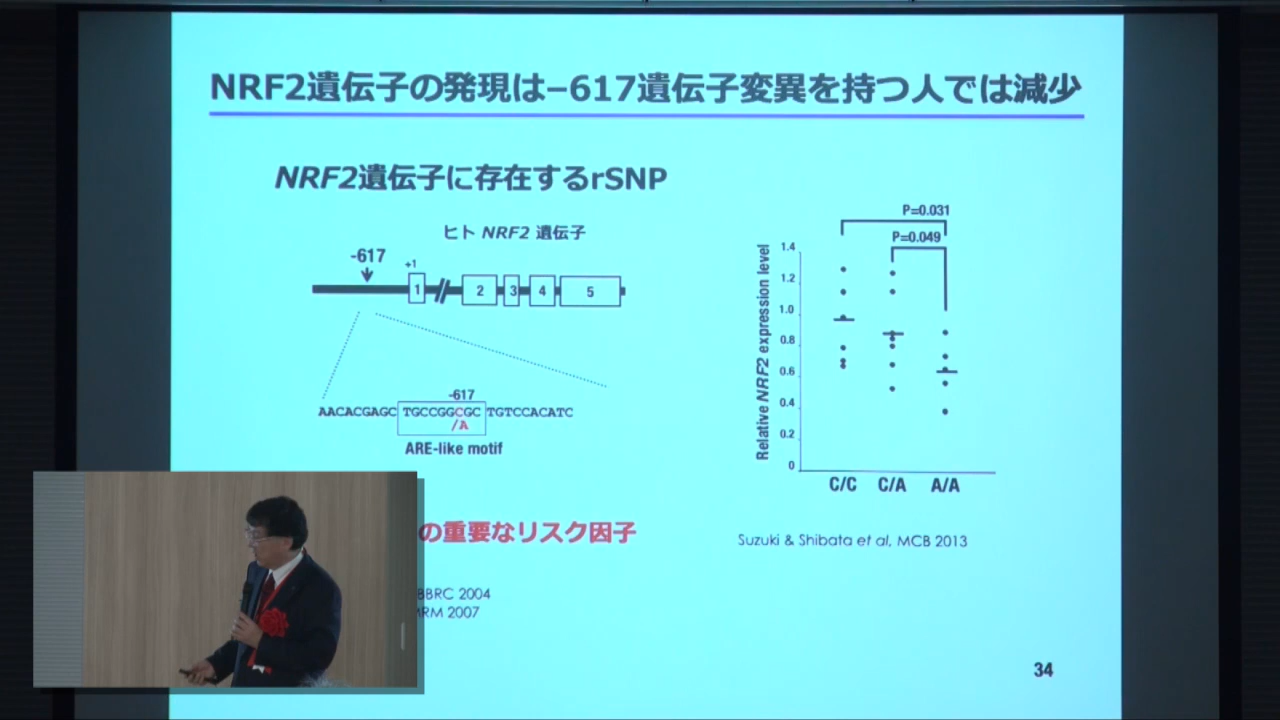 NRF2遺伝子の発現は−617遺伝子変異を持つ人では減少
NRF2遺伝子に存在するrSNP
ヒト NRF2 遺伝子
-617
+1
1
2
3
4
5
-617
AACACGAGC TGCCGGCGC TGTCCACATC
/A
ARE-like motif
の重要なリスク因子
BBRC 2004
RM 2007
P=0.031
P=0.049
Relative NRF2 expression level
1.4
1.2
1.0
0.8
0.6
0.4
0.2
0
C/C C/A A/A
Suzuki & Shibata et al, MCB 2013
34